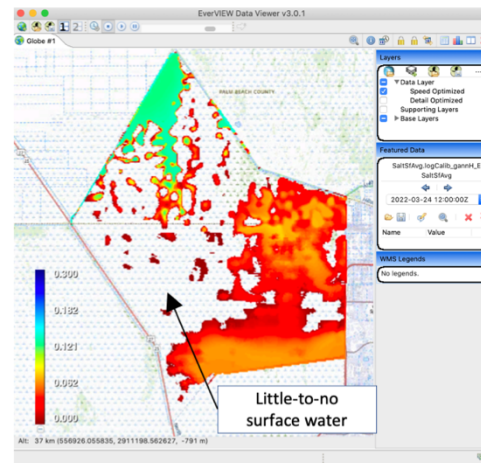 EverVIEW Data Viewer v3.0.1
Globe #1
PALM BEACH COUNTY
Layers
Data Layer
Speed Optimized
Detail Optimized
Supporting Layers
Base Layers
Featured Data
SaltSfAvg.logCalib_gannH_E
SaltSfAvg
2022-03-24 12:00:00Z
Name Value
WMS Legends
(No legends.
0.300
0.182
0.121
0.062
0.000
Little-to-no
surface water
Alt: 37 km (556926.055835, 2911198.562627, -791 m)